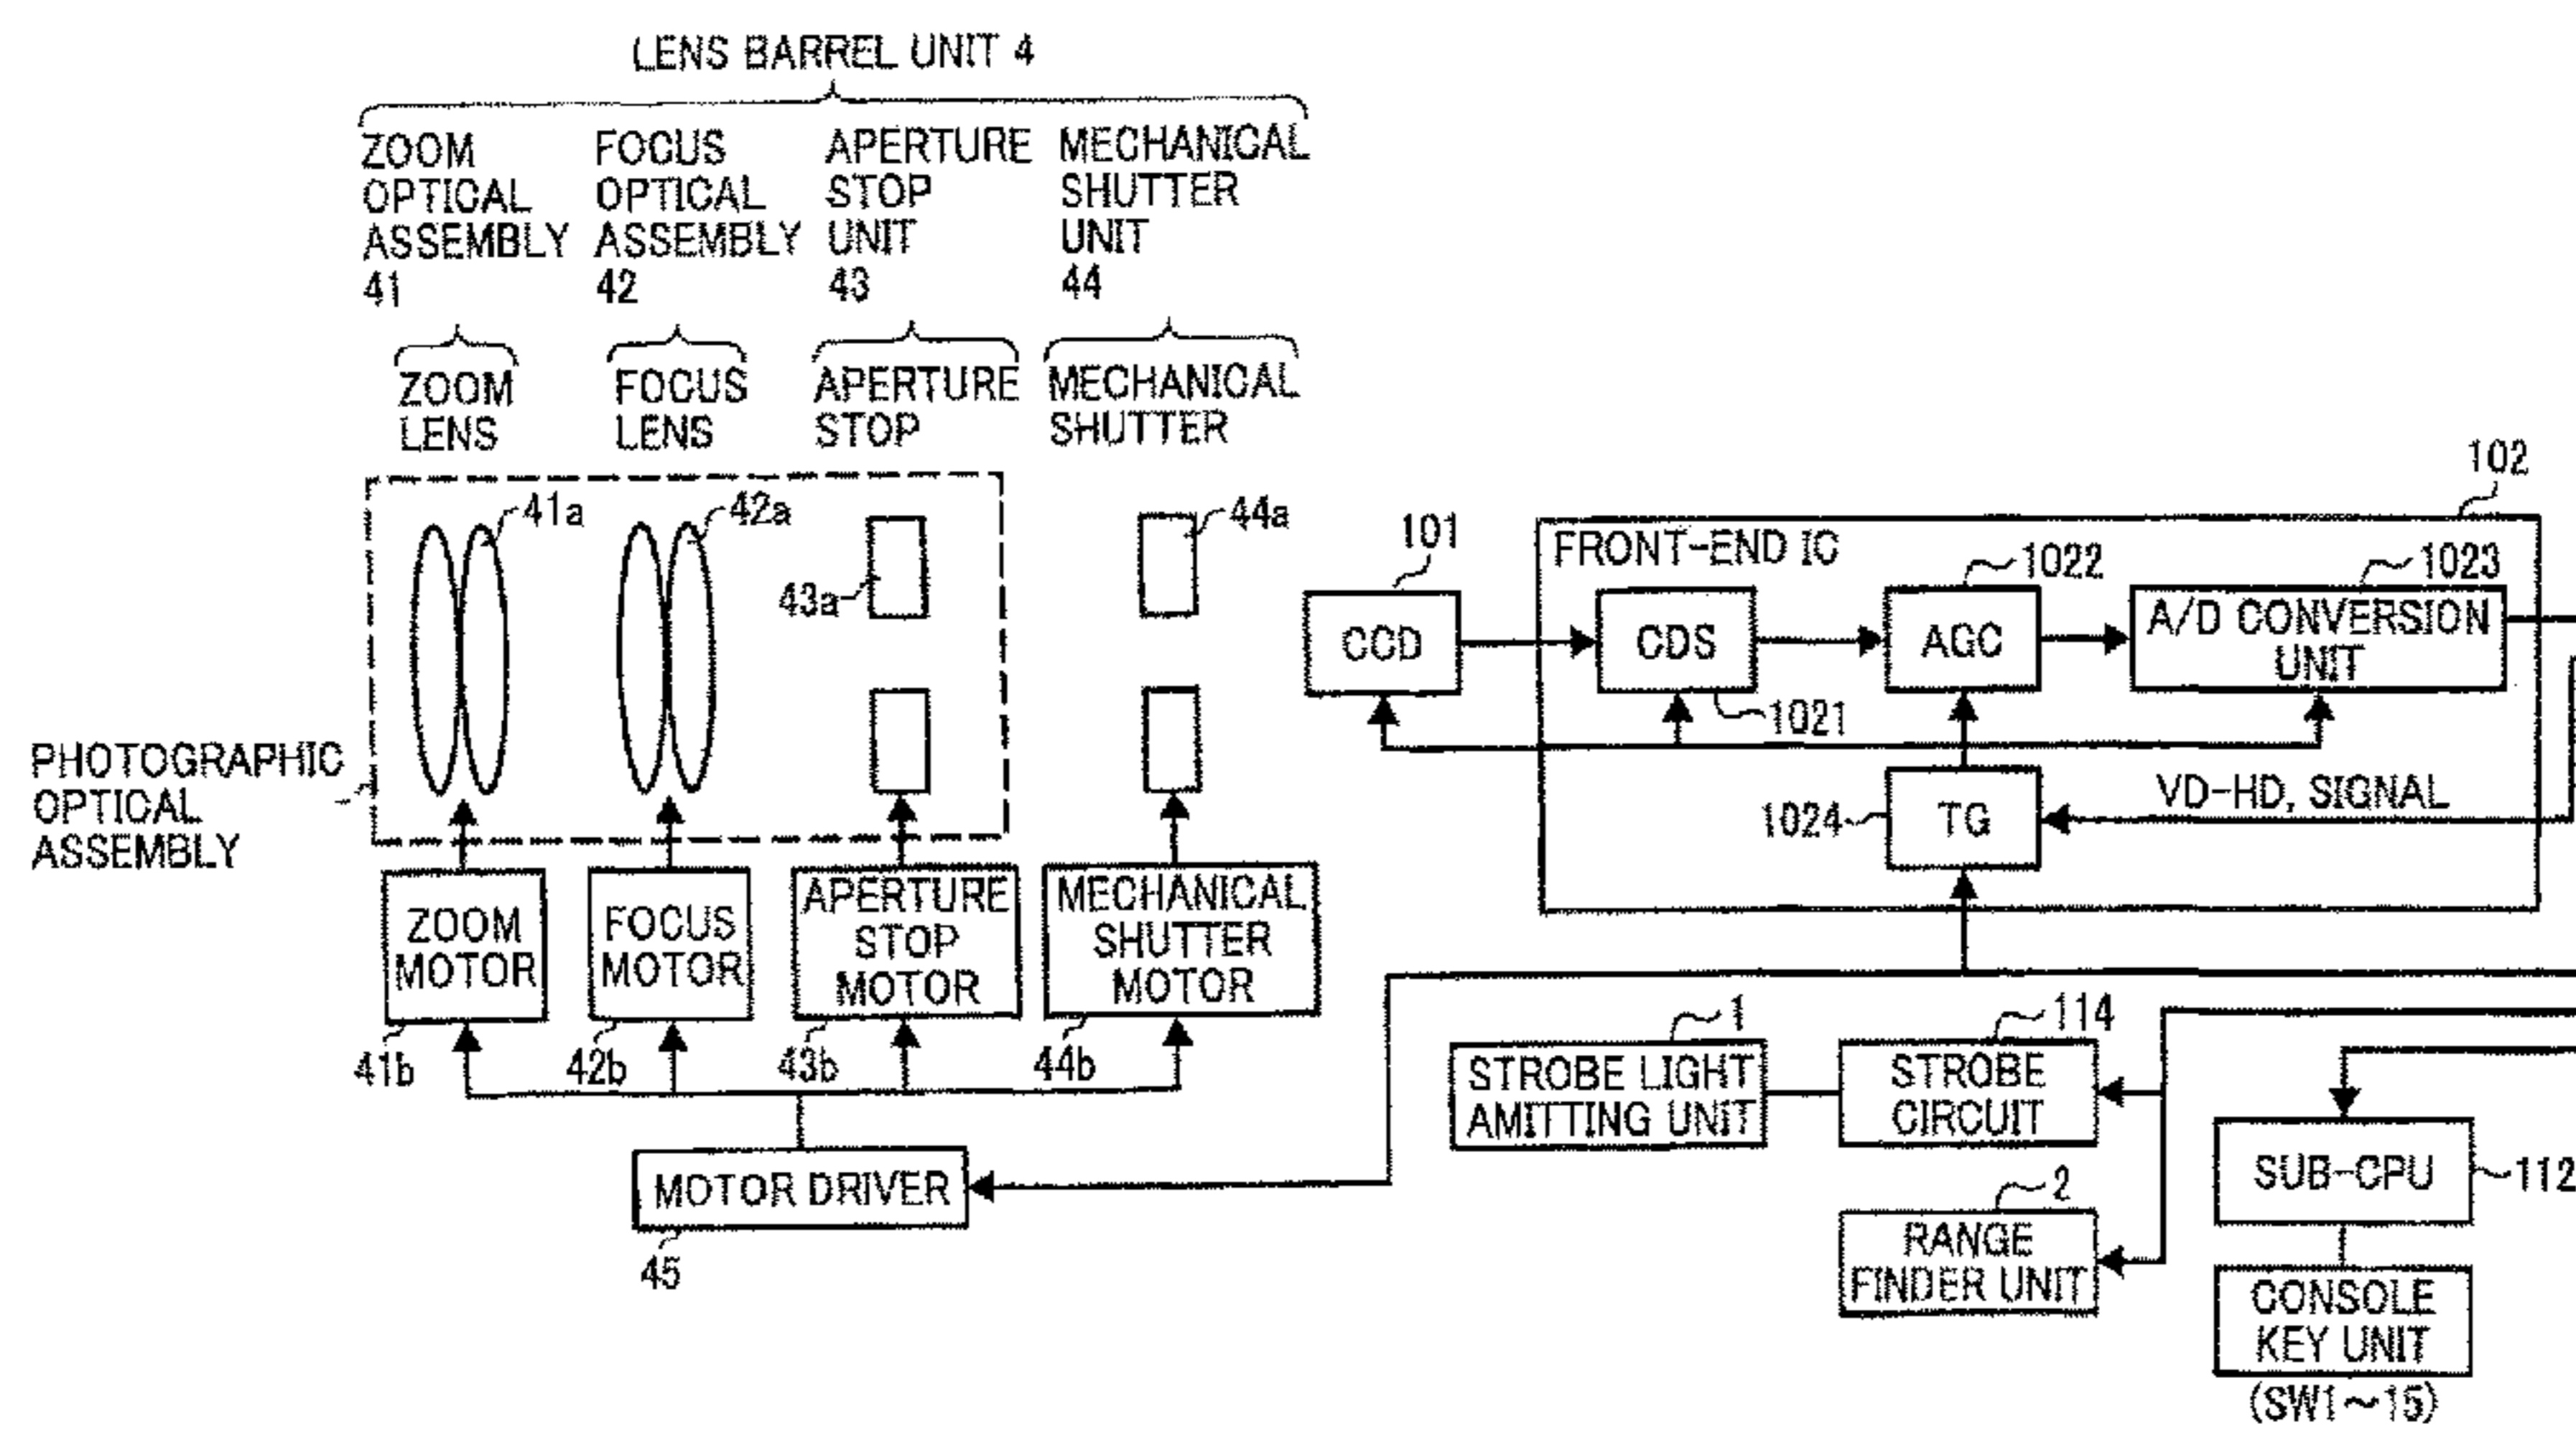 LENS BARREL UNIT 4
ZOOM
OPTICAL
ASSEMBLY
41
FOCUS
OPTICAL
ASSEMBLY
42
APERTURE
STOP
UNIT
43
MECHANICAL
SHUTTER
UNIT
44
ZOOM
LENS
FOCUS
LENS
APERTURE
STOP
MECHANICAL
SHUTTER
41a
42a
43a
44a
PHOTOGRAPHIC
OPTICAL
ASSEMBLY
101
CCD
102
FRONT-END IC
CDS
1021
1022
AGC
1023
A/D CONVERSION
UNIT
1024
TG
VD-HD, SIGNAL
ZOOM
MOTOR
41b
FOCUS
MOTOR
42b
APERTURE
STOP
MOTOR
43b
MECHANICAL
SHUTTER
MOTOR
44b
MOTOR DRIVER
45
1
STROBE LIGHT
AMITTING UNIT
114
STROBE
CIRCUIT
2
RANGE
FINDER UNIT
SUB-CPU
112
CONSOLE
KEY UNIT
(SW1～15)